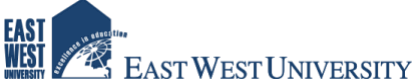 EAST
WEST
UNIVERSITY
Excellence in education
EAST WEST UNIVERSITY